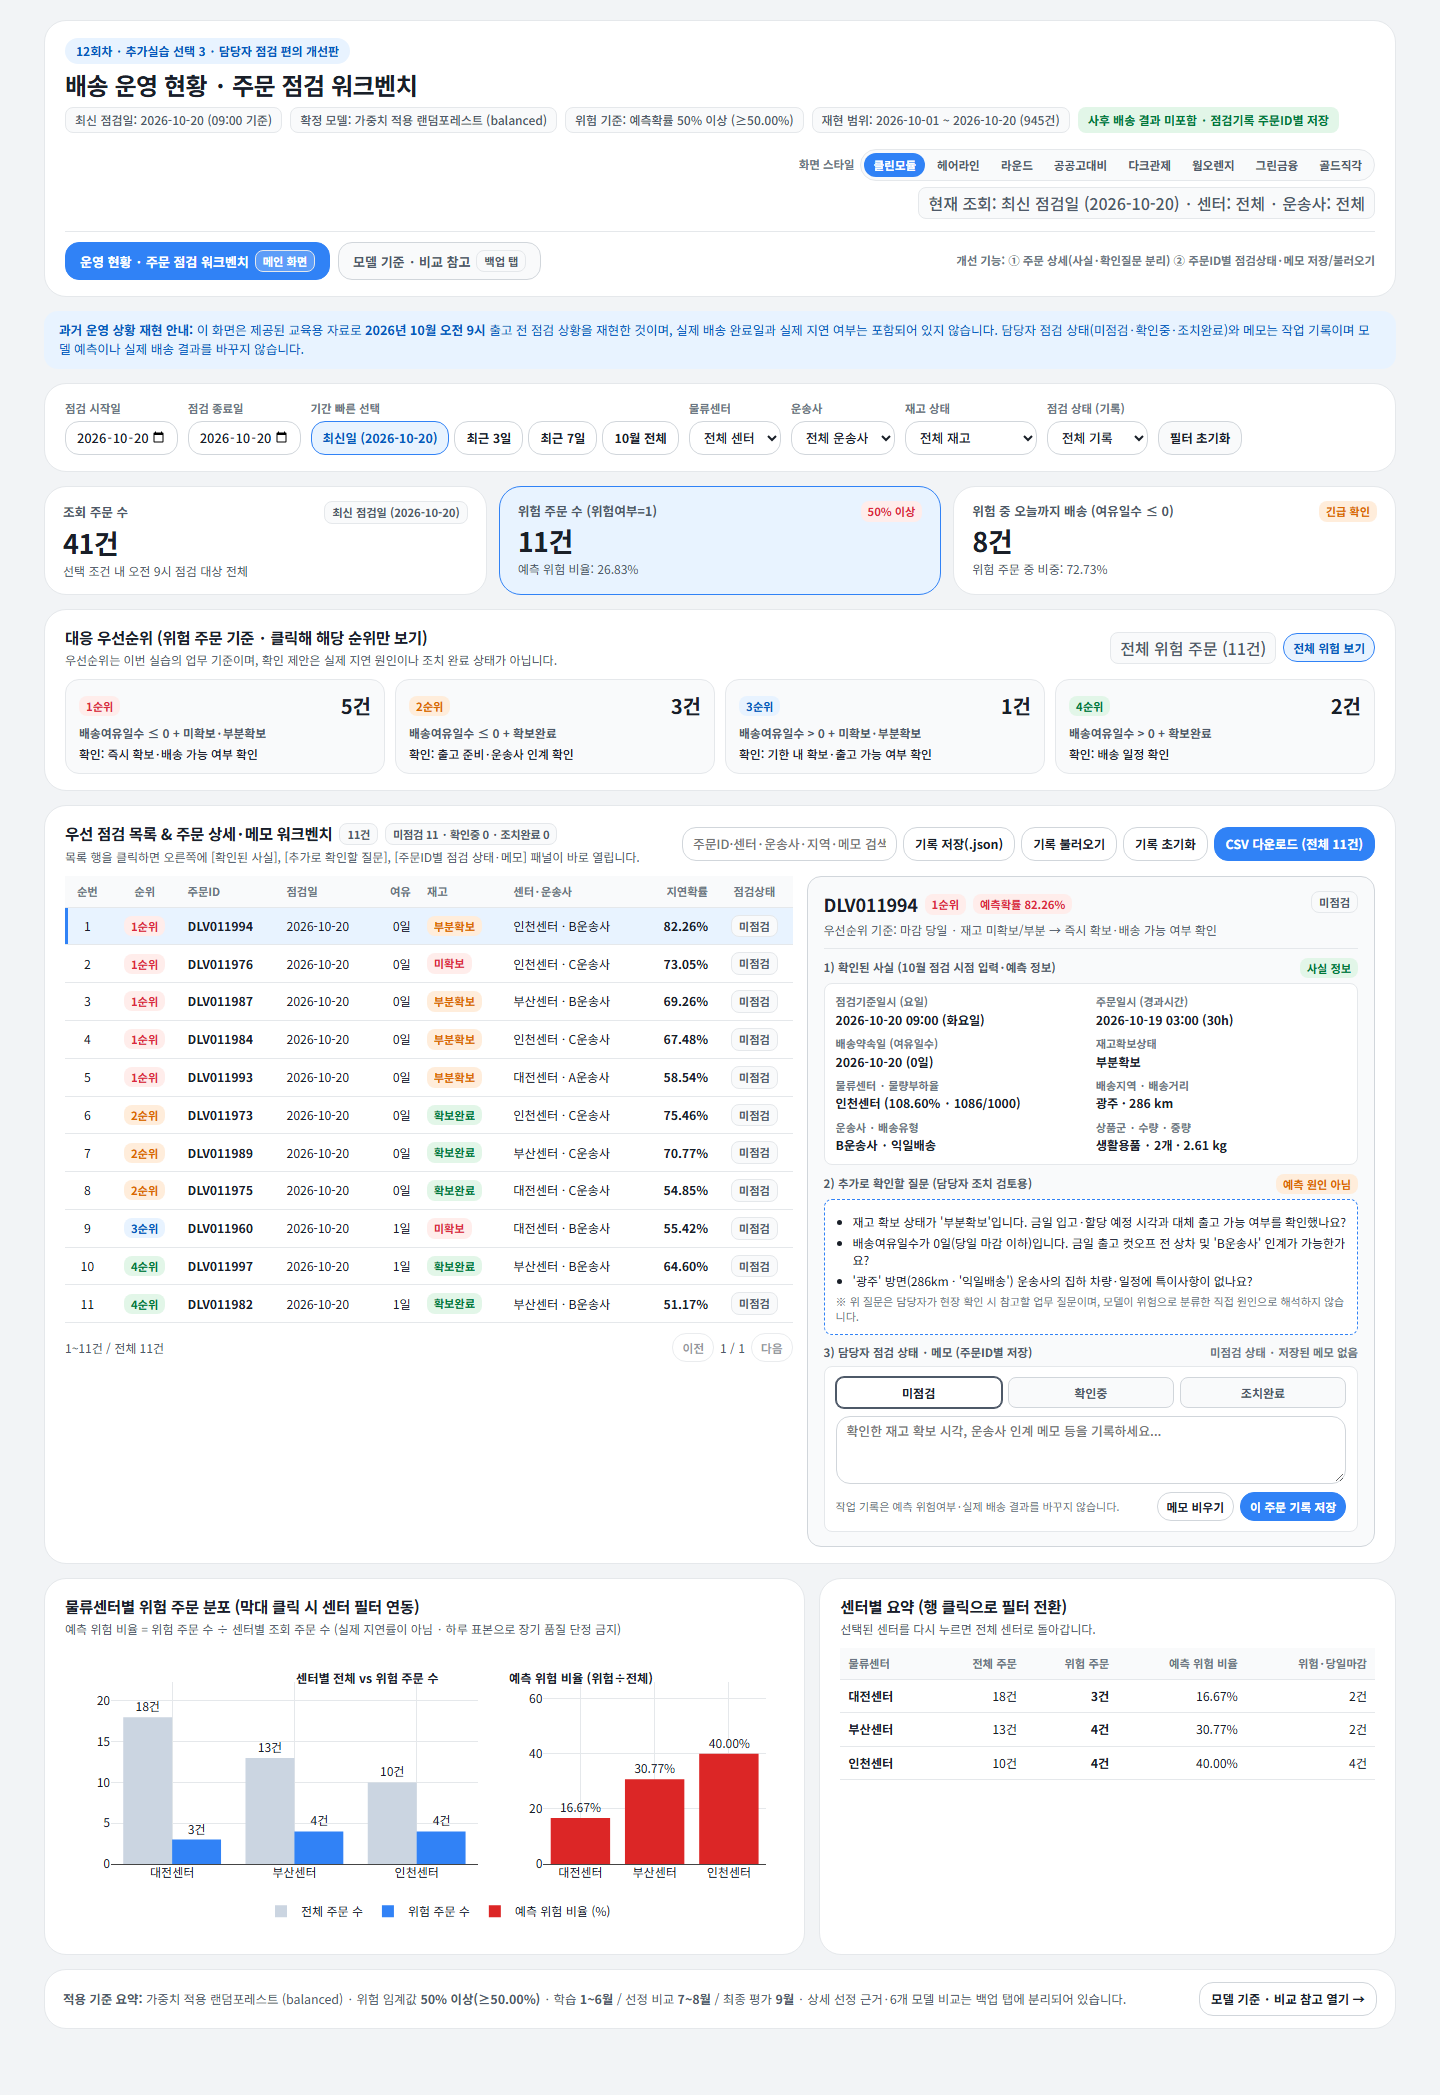 12회차 · 추가실습 선택 3 · 담당자 점검 편의 개선판
배송 운영 현황 · 주문 점검 워크벤치
최신 점검일: 2026-10-20 (09:00 기준) 확정 모델: 가중치 적용 랜덤포레스트 (balanced) 위험 기준: 예측확률 50% 이상 (≥50.00%) 재현 범위: 2026-10-01 ~ 2026-10-20 (945건) 사후 배송 결과 미포함 · 점검기록 주문ID별 저장
화면 스타일 클린모듈 헤어라인 라운드 공공고대비 다크관제 웜오렌지 그린금융 골드직각
현재 조회: 최신 점검일 (2026-10-20) · 센터: 전체 · 운송사: 전체
운영 현황 · 주문 점검 워크벤치 메인 화면 모델 기준 · 비교 참고 백업 탭 개선 기능: ① 주문 상세(사실·확인질문 분리) ② 주문ID별 점검상태·메모 저장/불러오기
과거 운영 상황 재현 안내: 이 화면은 제공된 교육용 자료로 2026년 10월 오전 9시 출고 전 점검 상황을 재현한 것이며, 실제 배송 완료일과 실제 지연 여부는 포함되어 있지 않습니다. 담당자 점검 상태(미점검·확인중·조치완료)와 메모는 작업 기록이며 모
델 예측이나 실제 배송 결과를 바꾸지 않습니다.
점검 시작일 점검 종료일 기간 빠른 선택 물류센터 운송사 재고 상태 점검 상태 (기록)
2026-10-20 2026-10-20 최신일 (2026-10-20) 최근 3일 최근 7일 10월 전체 전체 센터 전체 운송사 전체 재고 전체 기록 필터 초기화
조회 주문 수 최신 점검일 (2026-10-20)
41건
선택 조건 내 오전 9시 점검 대상 전체
위험 주문 수 (위험여부=1) 50% 이상
11건
예측 위험 비율: 26.83%
위험 중 오늘까지 배송 (여유일수 ≤ 0) 긴급 확인
8건
위험 주문 중 비중: 72.73%
대응 우선순위 (위험 주문 기준 · 클릭해 해당 순위만 보기)
우선순위는 이번 실습의 업무 기준이며, 확인 제안은 실제 지연 원인이나 조치 완료 상태가 아닙니다.
전체 위험 주문 (11건) 전체 위험 보기
1순위 5건
배송여유일수 ≤ 0 + 미확보·부분확보
확인: 즉시 확보·배송 가능 여부 확인
2순위 3건
배송여유일수 ≤ 0 + 확보완료
확인: 출고 준비·운송사 인계 확인
3순위 1건
배송여유일수 > 0 + 미확보·부분확보
확인: 기한 내 확보·출고 가능 여부 확인
4순위 2건
배송여유일수 > 0 + 확보완료
확인: 배송 일정 확인
우선 점검 목록 & 주문 상세·메모 워크벤치 11건 미점검 11 · 확인중 0 · 조치완료 0
목록 행을 클릭하면 오른쪽에 [확인된 사실], [추가로 확인할 질문], [주문ID별 점검 상태·메모] 패널이 바로 열립니다.
주문ID·센터·운송사·지역·메모 검색 기록 저장(.json) 기록 불러오기 기록 초기화 CSV 다운로드 (전체 11건)
순번 순위 주문ID 점검일 여유 재고 센터·운송사 지연확률 점검상태
1 1순위 DLV011994 2026-10-20 0일 부분확보 인천센터 · B운송사 82.26% 미점검
2 1순위 DLV011976 2026-10-20 0일 미확보 인천센터 · C운송사 73.05% 미점검
3 1순위 DLV011987 2026-10-20 0일 부분확보 부산센터 · B운송사 69.26% 미점검
4 1순위 DLV011984 2026-10-20 0일 부분확보 인천센터 · C운송사 67.48% 미점검
5 1순위 DLV011993 2026-10-20 0일 부분확보 대전센터 · A운송사 58.54% 미점검
6 2순위 DLV011973 2026-10-20 0일 확보완료 인천센터 · C운송사 75.46% 미점검
7 2순위 DLV011989 2026-10-20 0일 확보완료 부산센터 · C운송사 70.77% 미점검
8 2순위 DLV011975 2026-10-20 0일 확보완료 대전센터 · C운송사 54.85% 미점검
9 3순위 DLV011960 2026-10-20 1일 미확보 대전센터 · B운송사 55.42% 미점검
10 4순위 DLV011997 2026-10-20 1일 확보완료 부산센터 · B운송사 64.60% 미점검
11 4순위 DLV011982 2026-10-20 1일 확보완료 부산센터 · B운송사 51.17% 미점검
1~11건 / 전체 11건 이전 1 / 1 다음
DLV011994 1순위 예측확률 82.26% 미점검
우선순위 기준: 마감 당일 · 재고 미확보/부분 → 즉시 확보·배송 가능 여부 확인
1) 확인된 사실 (10월 점검 시점 입력·예측 정보) 사실 정보
점검기준일시 (요일) 주문일시 (경과시간)
2026-10-20 09:00 (화요일) 2026-10-19 03:00 (30h)
배송약속일 (여유일수) 재고확보상태
2026-10-20 (0일) 부분확보
물류센터 · 물량부하율 배송지역 · 배송거리
인천센터 (108.60% · 1086/1000) 광주 · 286 km
운송사 · 배송유형 상품군 · 수량 · 중량
B운송사 · 익일배송 생활용품 · 2개 · 2.61 kg
2) 추가로 확인할 질문 (담당자 조치 검토용) 예측 원인 아님
• 재고 확보 상태가 '부분확보'입니다. 금일 입고·할당 예정 시각과 대체 출고 가능 여부를 확인했나요?
• 배송여유일수가 0일(당일 마감 이하)입니다. 금일 출고 컷오프 전 상차 및 'B운송사' 인계가 가능한가
요?
• '광주' 방면(286km · '익일배송') 운송사의 집하 차량·일정에 특이사항이 없나요?
※ 위 질문은 담당자가 현장 확인 시 참고할 업무 질문이며, 모델이 위험으로 분류한 직접 원인으로 해석하지 않습
니다.
3) 담당자 점검 상태 · 메모 (주문ID별 저장) 미점검 상태 · 저장된 메모 없음
미점검 확인중 조치완료
확인한 재고 확보 시각, 운송사 인계 메모 등을 기록하세요...
작업 기록은 예측 위험여부·실제 배송 결과를 바꾸지 않습니다. 메모 비우기 이 주문 기록 저장
물류센터별 위험 주문 분포 (막대 클릭 시 센터 필터 연동)
예측 위험 비율 = 위험 주문 수 ÷ 센터별 조회 주문 수 (실제 지연률이 아님 · 하루 표본으로 장기 품질 단정 금지)
센터별 전체 vs 위험 주문 수
20
15
10
5
0
18건 3건
13건 4건
10건 4건
대전센터 부산센터 인천센터
예측 위험 비율 (위험÷전체)
60
40
20
0
16.67% 30.77% 40.00%
대전센터 부산센터 인천센터
전체 주문 수 위험 주문 수 예측 위험 비율 (%)
센터별 요약 (행 클릭으로 필터 전환)
선택된 센터를 다시 누르면 전체 센터로 돌아갑니다.
물류센터 전체 주문 위험 주문 예측 위험 비율 위험·당일마감
대전센터 18건 3건 16.67% 2건
부산센터 13건 4건 30.77% 2건
인천센터 10건 4건 40.00% 4건
적용 기준 요약: 가중치 적용 랜덤포레스트 (balanced) · 위험 임계값 50% 이상(≥50.00%) · 학습 1~6월 / 선정 비교 7~8월 / 최종 평가 9월 · 상세 선정 근거·6개 모델 비교는 백업 탭에 분리되어 있습니다.
모델 기준 · 비교 참고 열기 →